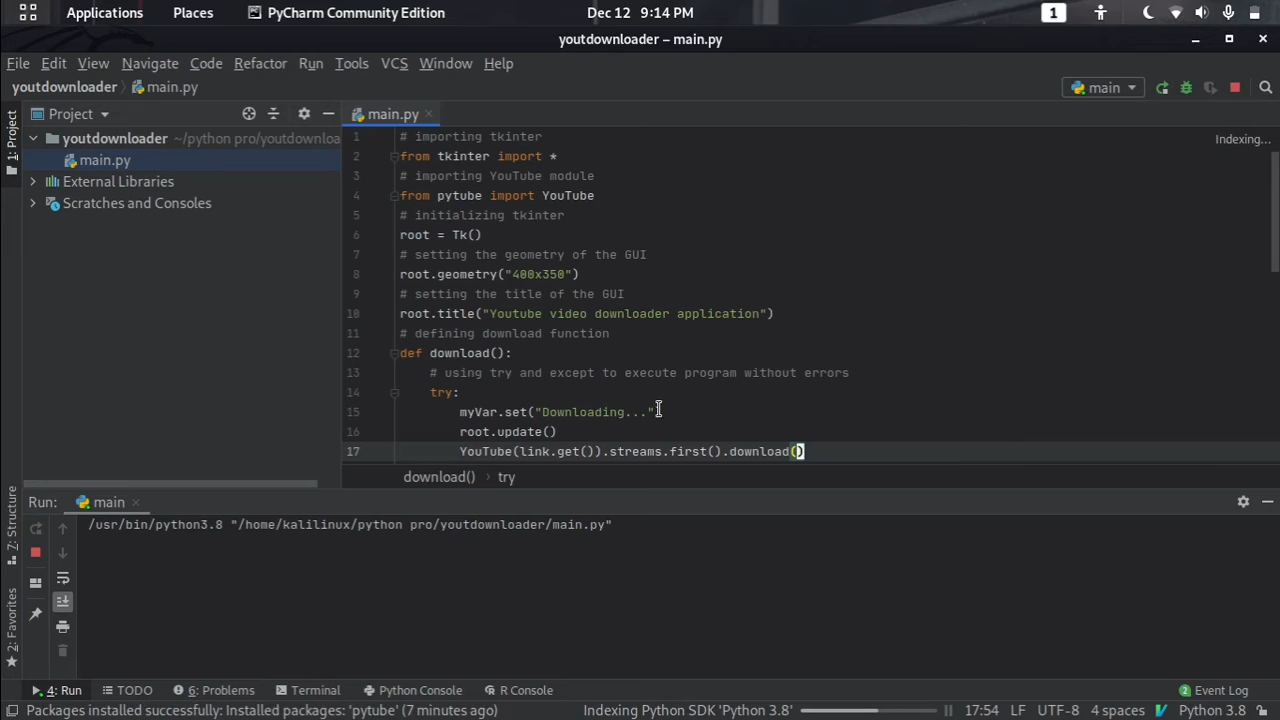 Applications Places PyCharm Community Edition Dec 12 9:14 PM 1
youtdownloader – main.py
File Edit View Navigate Code Refactor Run Tools VCS Window Help
youtdownloader main.py main
Project main.py
1: Project
youtdownloader ~/python pro/youtdownloa
main.py
External Libraries
Scratches and Consoles
Indexing...
1 # importing tkinter
2 from tkinter import *
3 # importing YouTube module
4 from pytube import YouTube
5 # initializing tkinter
6 root = Tk()
7 # setting the geometry of the GUI
8 root.geometry("400x350")
9 # setting the title of the GUI
10 root.title("Youtube video downloader application")
11 # defining download function
12 def download():
13 # using try and except to execute program without errors
14 try:
15 myVar.set("Downloading..."
16 root.update()
17 YouTube(link.get()).streams.first().download()
download() try
7: Structure
2: Favorites
Run: main
/usr/bin/python3.8 "/home/kalilinux/python pro/youtdownloader/main.py"
4: Run TODO 6: Problems Terminal Python Console R Console 2 Event Log
Packages installed successfully: Installed packages: 'pytube' (7 minutes ago) Indexing Python SDK 'Python 3.8' 17:54 LF UTF-8 4 spaces Python 3.8